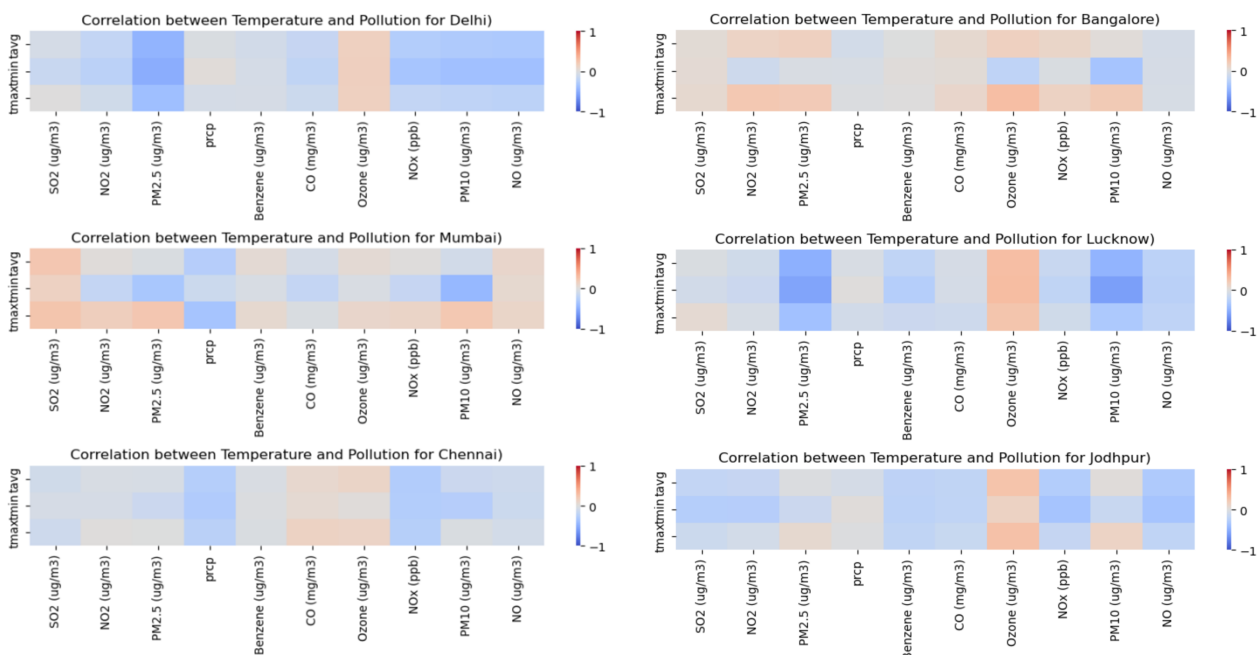 Correlation between Temperature and Pollution for Delhi)
tmaxtmintavg
1
0
−1
SO2 (ug/m3)
NO2 (ug/m3)
PM2.5 (ug/m3)
prcp
Benzene (ug/m3)
CO (mg/m3)
Ozone (ug/m3)
NOx (ppb)
PM10 (ug/m3)
NO (ug/m3)
Correlation between Temperature and Pollution for Bangalore)
tmaxtmintavg
1
0
−1
SO2 (ug/m3)
NO2 (ug/m3)
PM2.5 (ug/m3)
prcp
Benzene (ug/m3)
CO (mg/m3)
Ozone (ug/m3)
NOx (ppb)
PM10 (ug/m3)
NO (ug/m3)
Correlation between Temperature and Pollution for Mumbai)
tmaxtmintavg
1
0
−1
SO2 (ug/m3)
NO2 (ug/m3)
PM2.5 (ug/m3)
prcp
Benzene (ug/m3)
CO (mg/m3)
Ozone (ug/m3)
NOx (ppb)
PM10 (ug/m3)
NO (ug/m3)
Correlation between Temperature and Pollution for Lucknow)
tmaxtmintavg
1
0
−1
SO2 (ug/m3)
NO2 (ug/m3)
PM2.5 (ug/m3)
prcp
Benzene (ug/m3)
CO (mg/m3)
Ozone (ug/m3)
NOx (ppb)
PM10 (ug/m3)
NO (ug/m3)
Correlation between Temperature and Pollution for Chennai)
tmaxtmintavg
1
0
−1
SO2 (ug/m3)
NO2 (ug/m3)
PM2.5 (ug/m3)
prcp
Benzene (ug/m3)
CO (mg/m3)
Ozone (ug/m3)
NOx (ppb)
PM10 (ug/m3)
NO (ug/m3)
Correlation between Temperature and Pollution for Jodhpur)
tmaxtmintavg
1
0
−1
SO2 (ug/m3)
NO2 (ug/m3)
PM2.5 (ug/m3)
prcp
Benzene (ug/m3)
CO (mg/m3)
Ozone (ug/m3)
NOx (ppb)
PM10 (ug/m3)
NO (ug/m3)